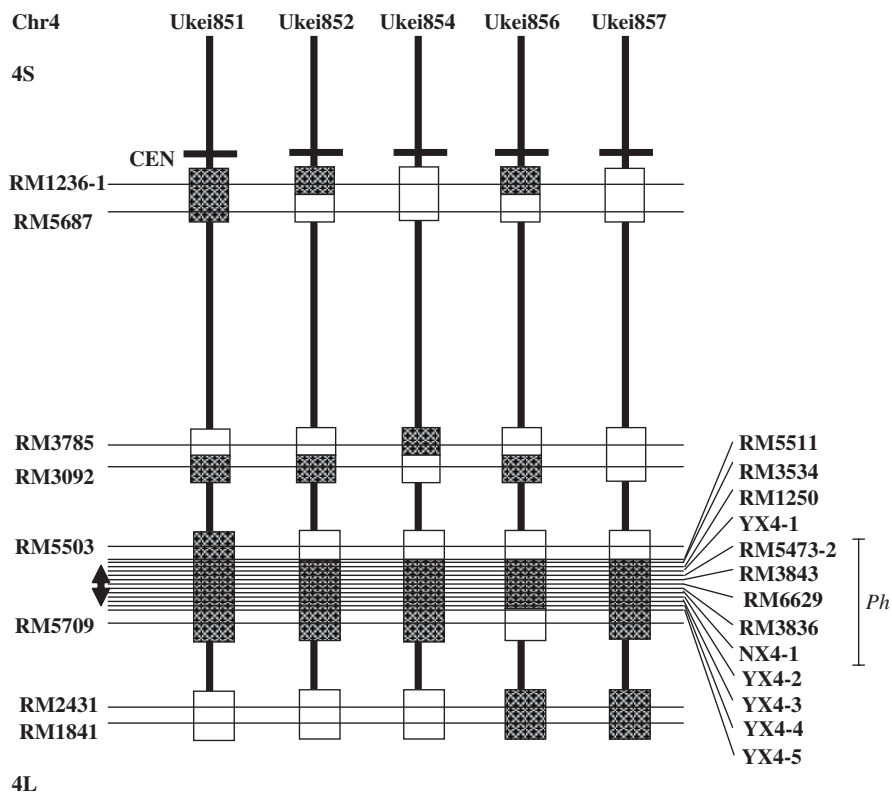 Chr4 Ukei851 Ukei852 Ukei854 Ukei856 Ukei857
4S
CEN
RM1236-1
RM5687
RM3785
RM3092
RM5503
RM5709
RM2431
RM1841
4L
RM5511
RM3534
RM1250
YX4-1
RM5473-2
RM3843
RM6629
RM3836
NX4-1
YX4-2
YX4-3
YX4-4
YX4-5
Ph